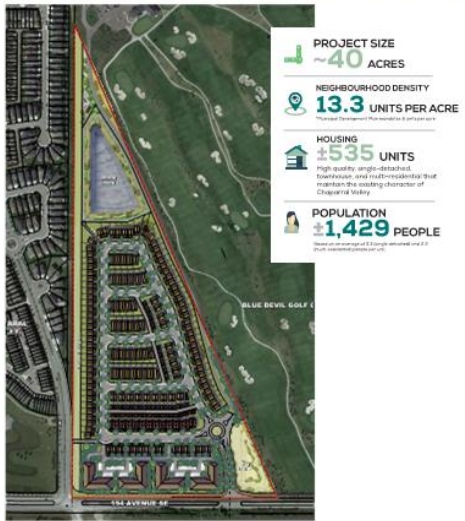 PROJECT SIZE
~40 ACRES
NEIGHBOURHOOD DENSITY
13.3 UNITS PER ACRE
HOUSING
±535 UNITS
High quality, single-detached,
townhouse, and multi-residential that
maintain the existing character of
Chaparral Valley
POPULATION
±1,429 PEOPLE
BLUE DEVIL GOLF C
194 AVENUE SE